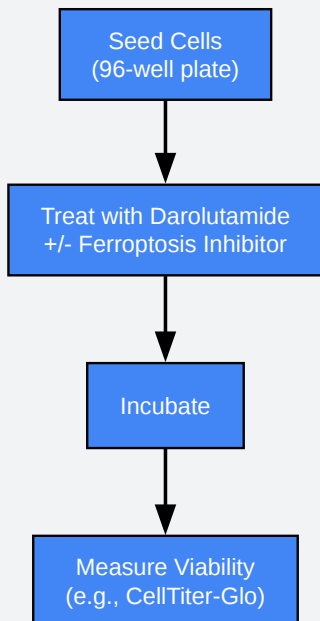 Seed Cells
(96-well plate)
Treat with Darolutamide
+/- Ferroptosis Inhibitor
Incubate
Measure Viability
(e.g., CellTiter-Glo)